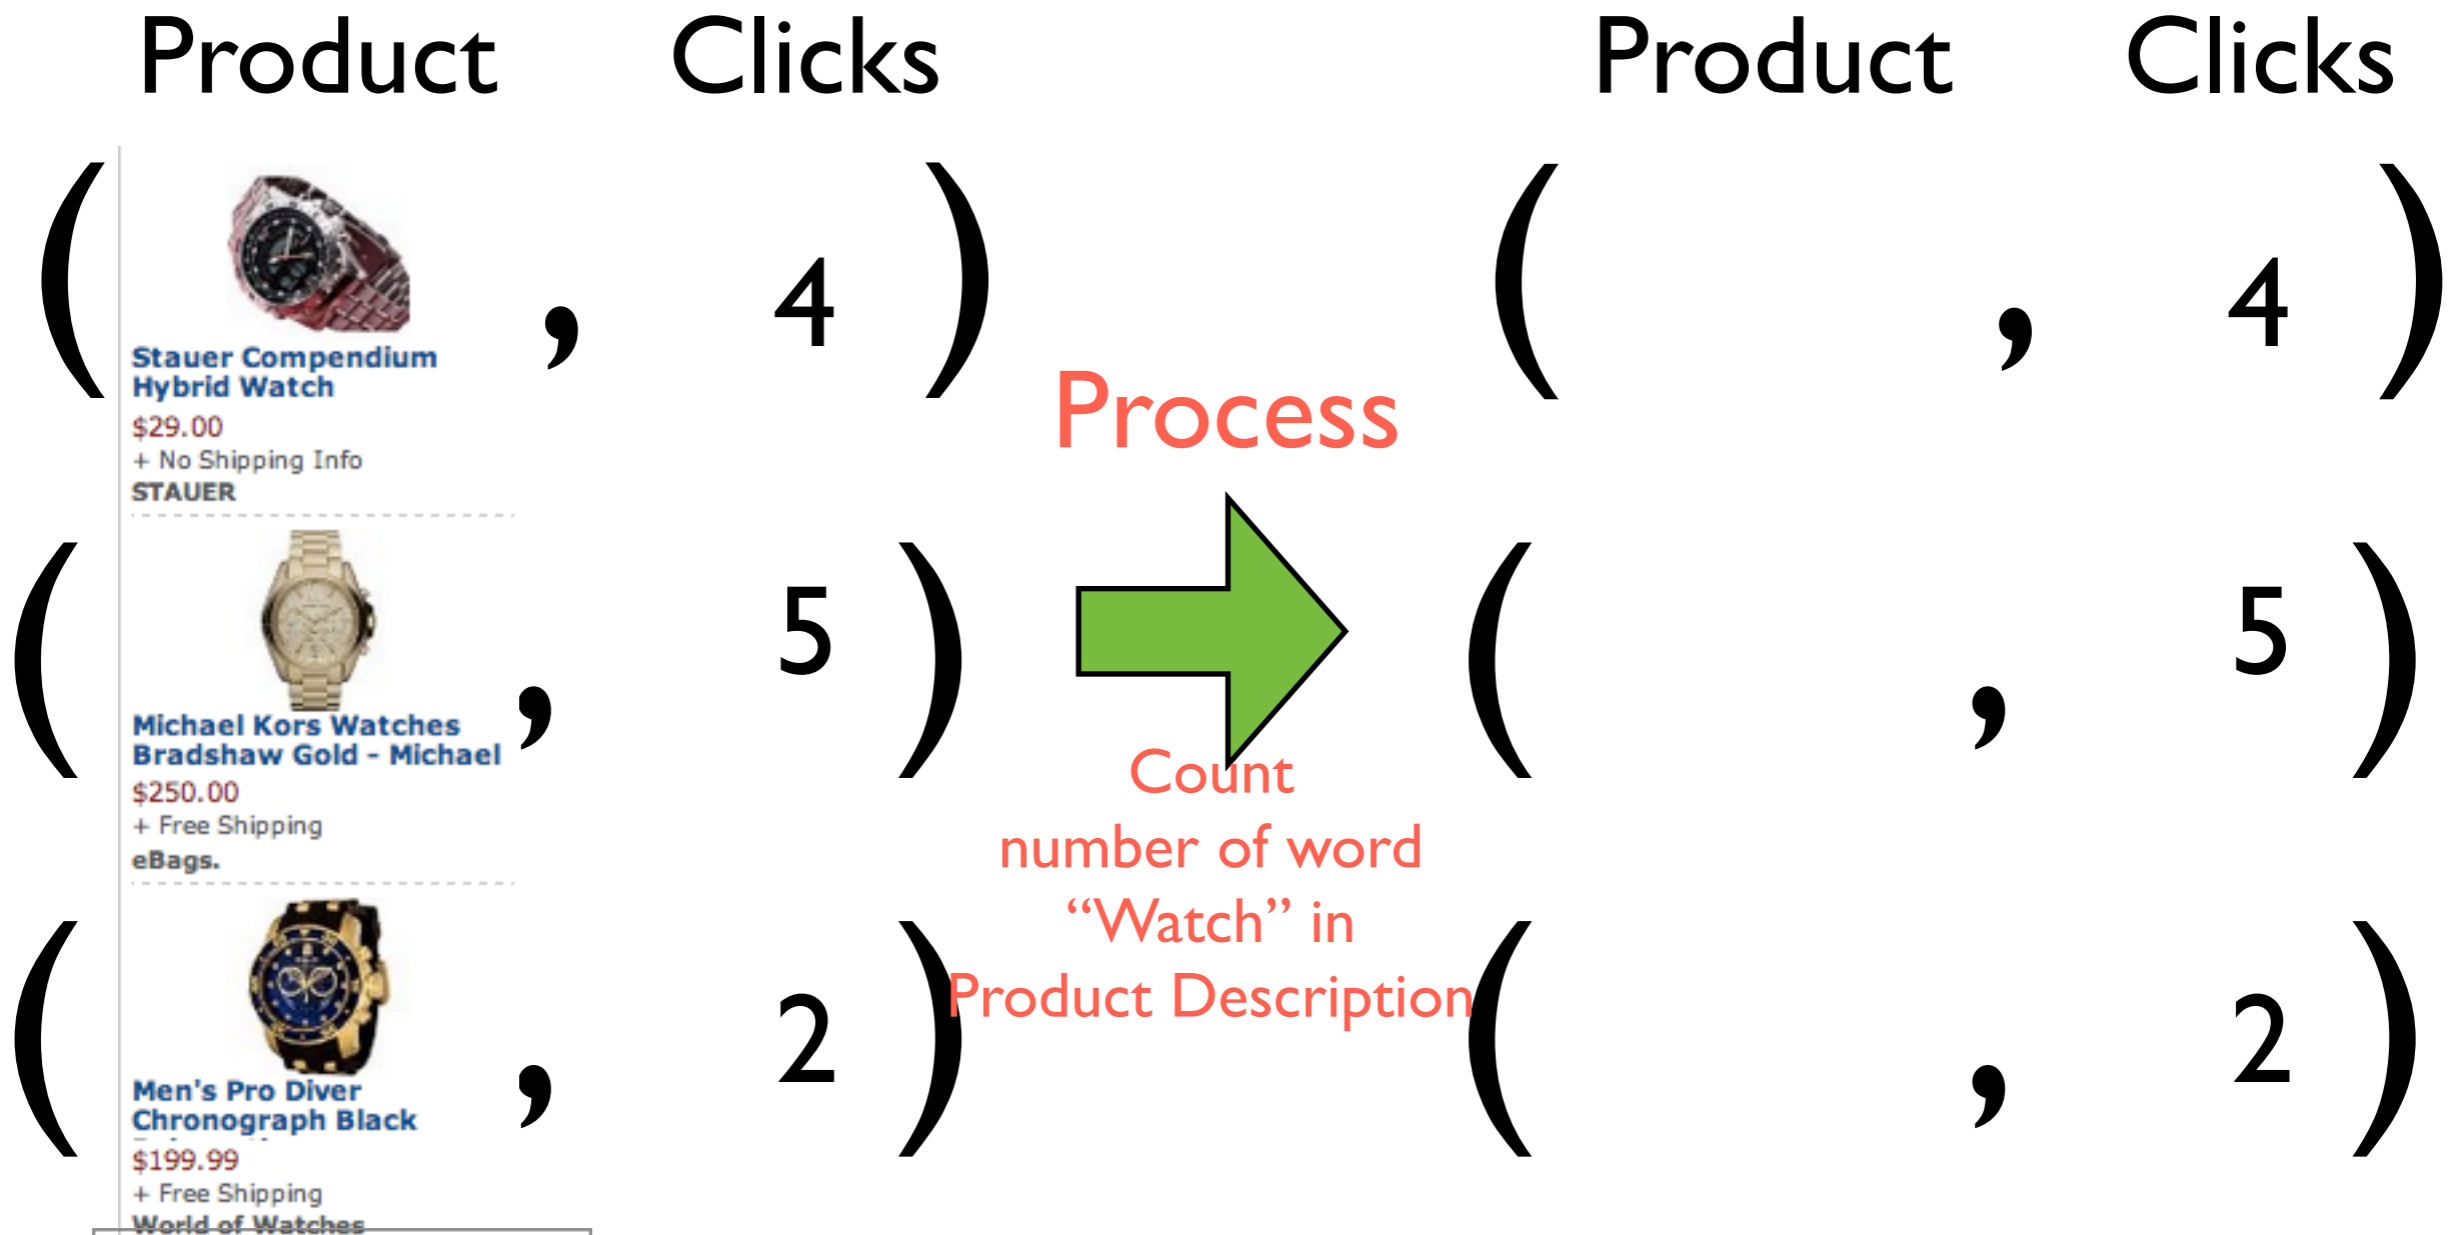 Product Clicks Product Clicks
( , 4 ) ( , 4 )
Stauer Compendium
Hybrid Watch
$29.00
+ No Shipping Info
STAUER
Process
( , 5 ) ( , 5 )
Michael Kors Watches
Bradshaw Gold - Michael
$250.00
+ Free Shipping
eBags.
Count
number of word
“Watch” in
Product Description
( , 2 ) ( , 2 )
Men's Pro Diver
Chronograph Black
$199.99
+ Free Shipping
World of Watches